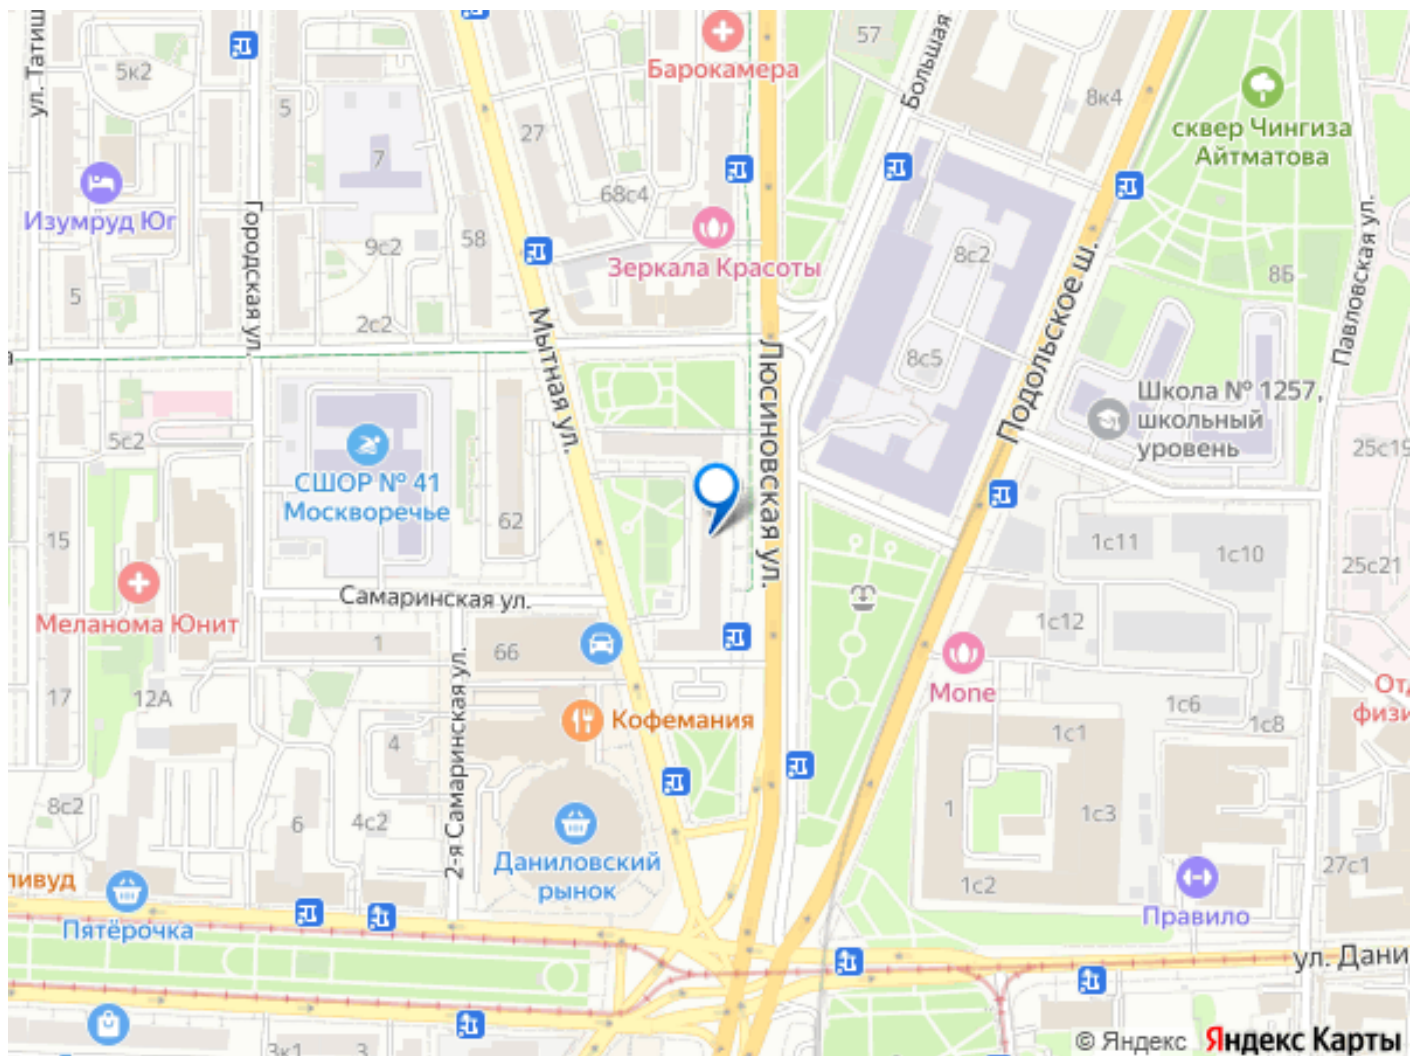 ул. Татищ
5к2
5
Барокамера
57
Большая
8к4
сквер Чингиза
Айтматова
27
7
68с4
Изумруд Юг
Городская ул.
9с2
58
Зеркала Красоты
8с2
8Б
Павловская ул.
5
2с2
Мытная ул.
Люсиновская ул.
8с5
Подольское ш.
Школа № 1257,
школьный
уровень
5с2
СШОР № 41
Москворечье
62
25с19
15
1с11
1с10
25с21
Меланома Юнит
Самаринская ул.
1с12
1
66
2-я Самаринская ул.
Mone
17
12А
Кофемания
1с6
1с8
Отд
физи
4
1с1
8с2
6
4с2
1
1с3
Даниловский
рынок
1с2
27с1
ливуд
Пятёрочка
Правило
ул. Дани
3к1
3
© Яндекс Яндекс Карты